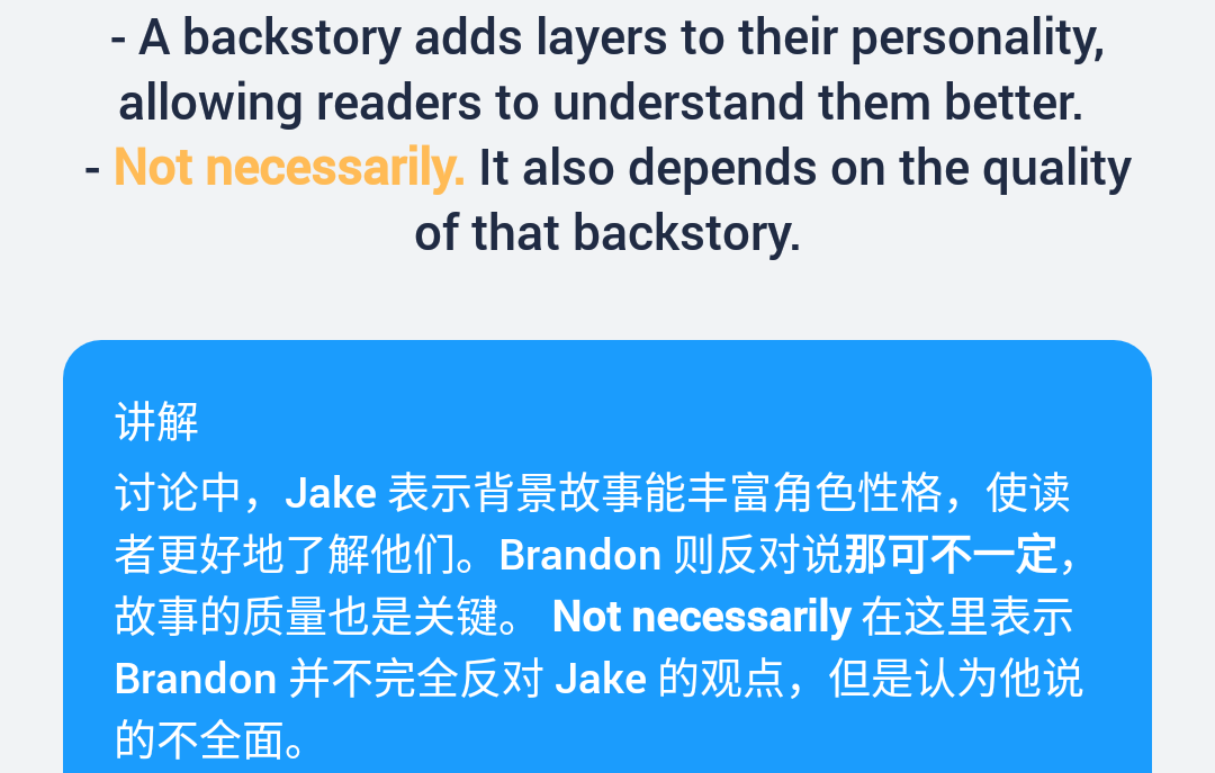 - A backstory adds layers to their personality,
allowing readers to understand them better.
- Not necessarily. It also depends on the quality
of that backstory.
讲解
讨论中，Jake 表示背景故事能丰富角色性格，使读
者更好地了解他们。Brandon 则反对说那可不一定，
故事的质量也是关键。 Not necessarily 在这里表示
Brandon 并不完全反对 Jake 的观点，但是认为他说
的不全面。